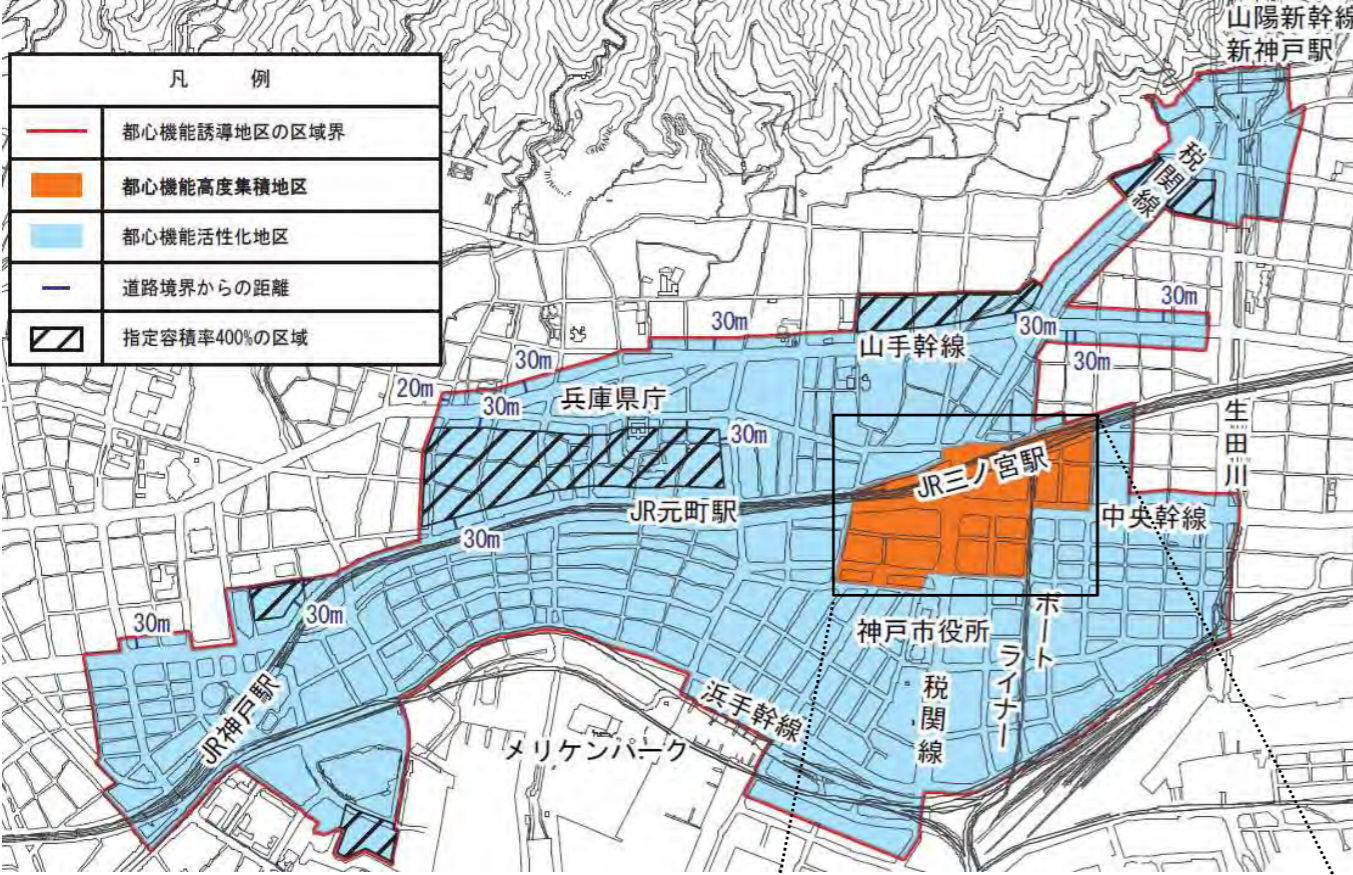 山陽新幹線
新神戸駅
凡 例
都心機能誘導地区の区域界
都心機能高度集積地区
都心機能活性化地区
道路境界からの距離
指定容積率400%の区域
税関線
30m
30m
30m
山手幹線
30m
30m
20m
30m
兵庫県庁
30m
生田川
JR三ノ宮駅
JR元町駅
中央幹線
30m
30m
30m
神戸市役所
ポートライナー
税関線
JR神戸駅
浜手幹線
メリケンパーク